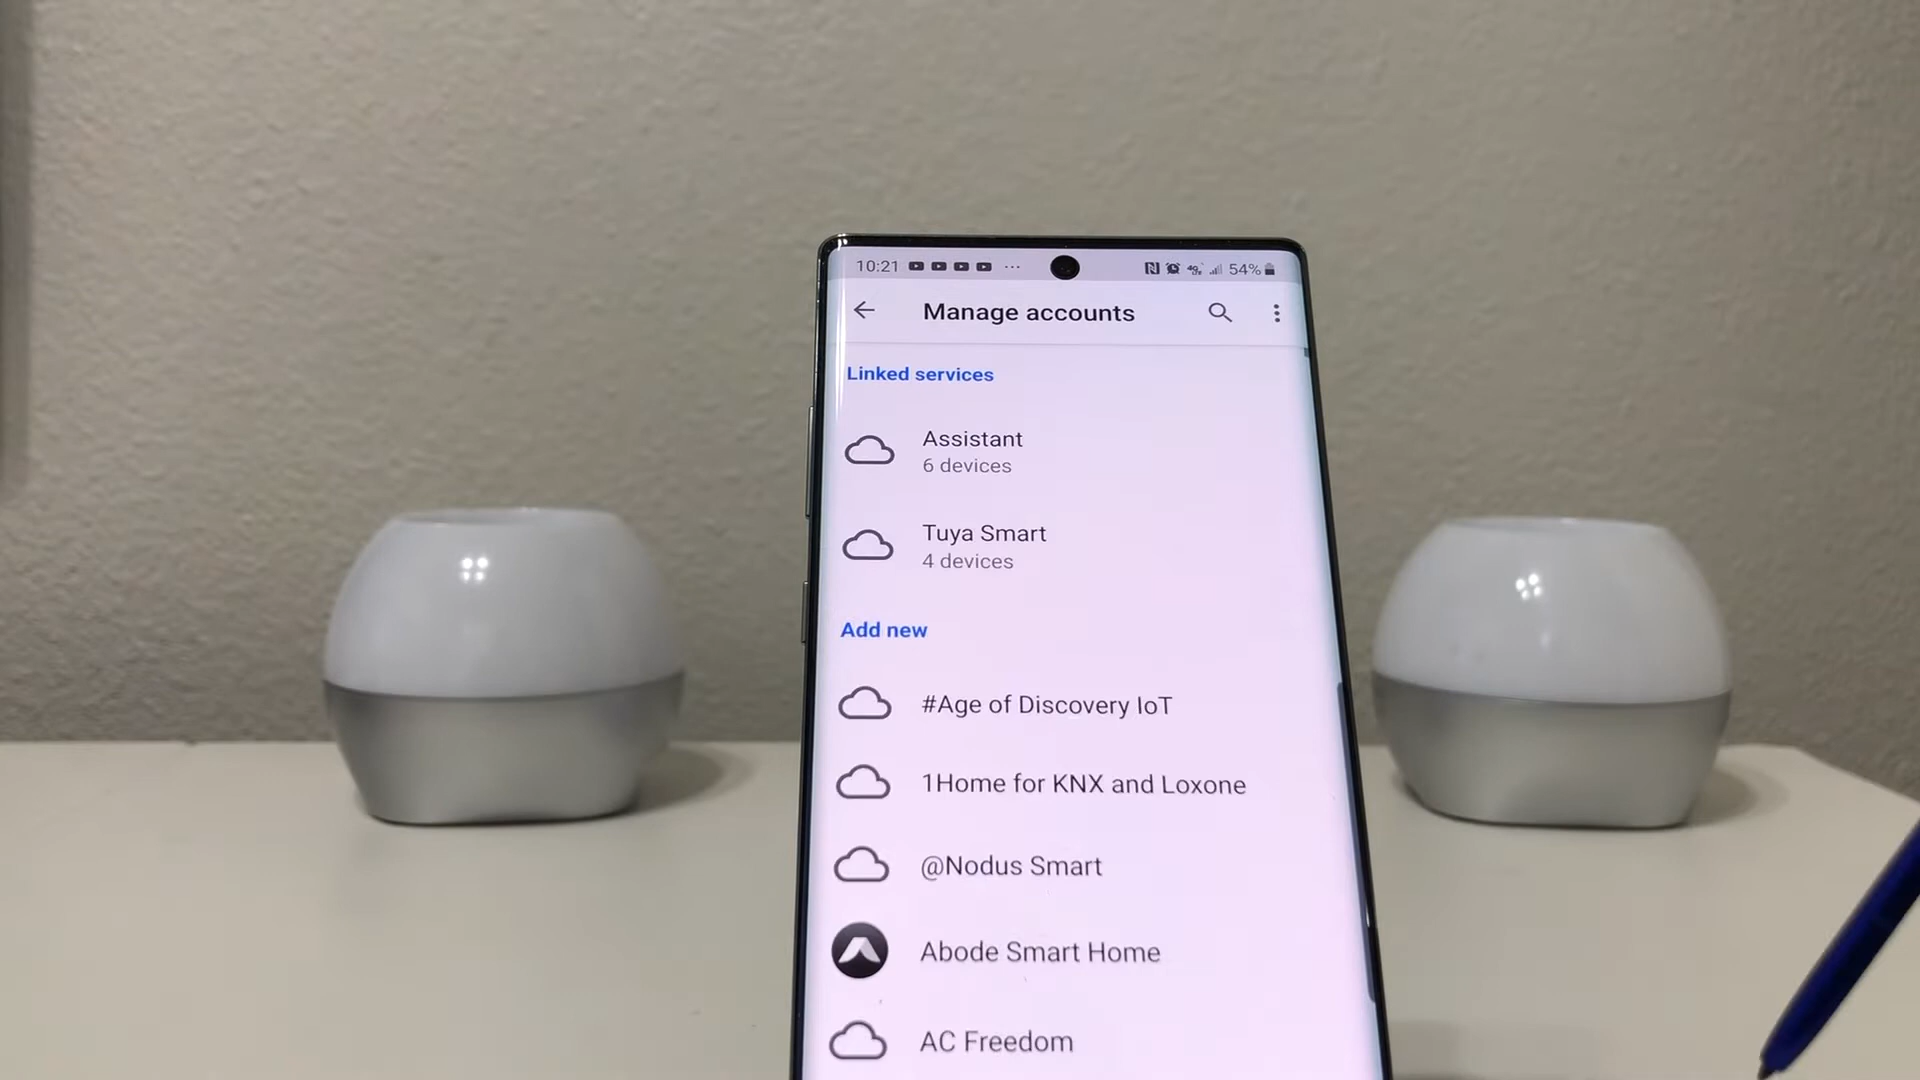 10:21 ... 54%
Manage accounts
Linked services
Assistant
6 devices
Tuya Smart
4 devices
Add new
#Age of Discovery IoT
1Home for KNX and Loxone
@Nodus Smart
Abode Smart Home
AC Freedom